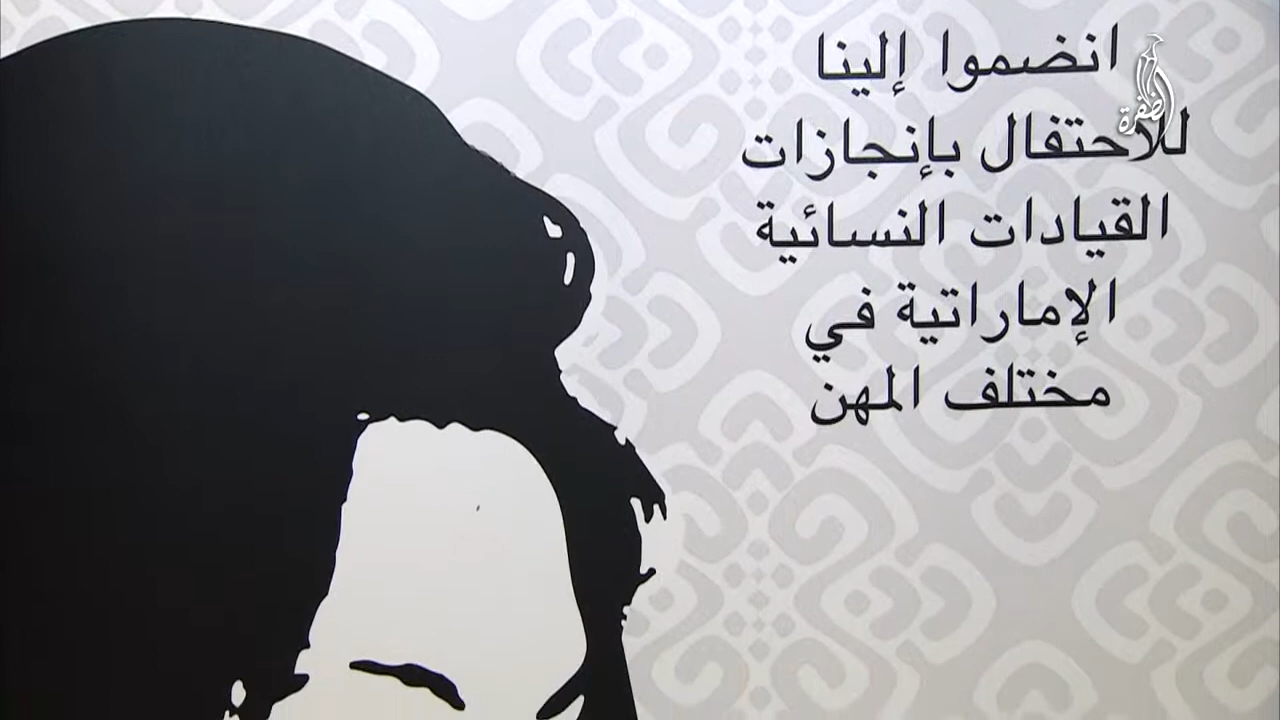 انضموا إلينا
للاحتفال بإنجازات
القيادات النسائية
الإماراتية في
مختلف المهن
الظفرة